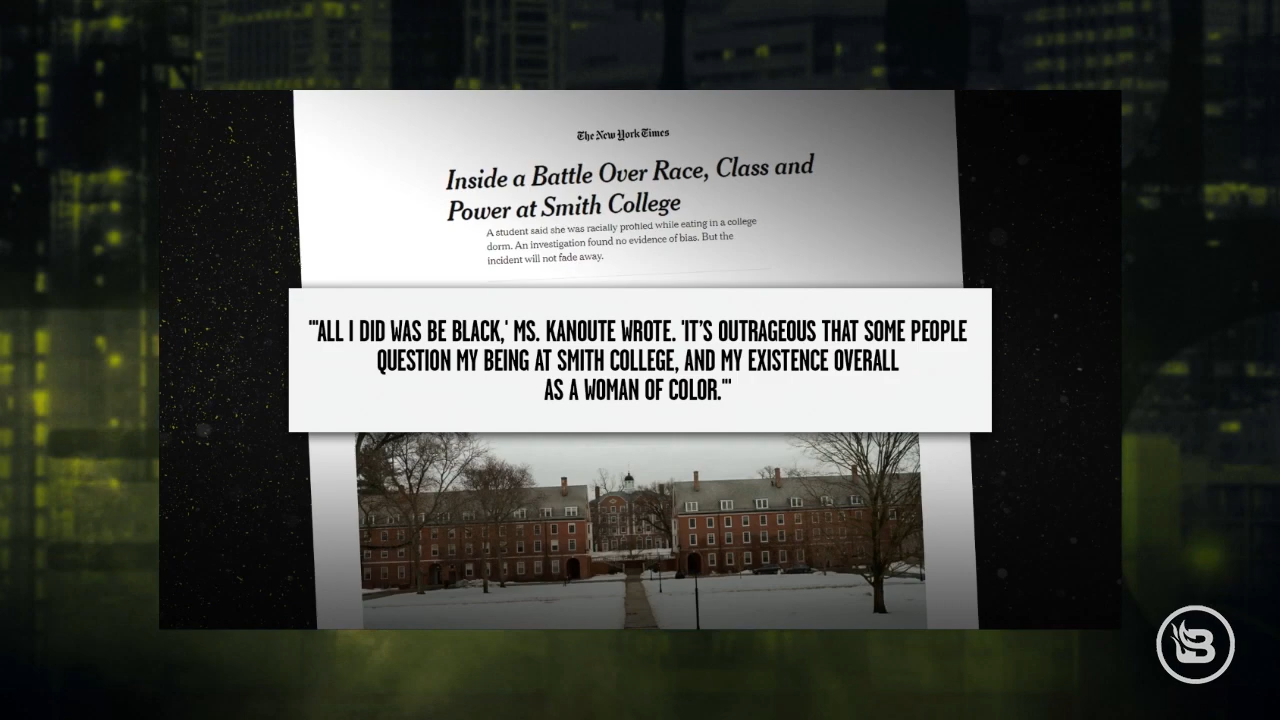 The New York Times
Inside a Battle Over Race, Class and
Power at Smith College
A student said she was racially profiled while eating in a college
dorm. An investigation found no evidence of bias. But the
incident will not fade away.
"'ALL I DID WAS BE BLACK,' MS. KANOUTE WROTE. 'IT'S OUTRAGEOUS THAT SOME PEOPLE
QUESTION MY BEING AT SMITH COLLEGE, AND MY EXISTENCE OVERALL
AS A WOMAN OF COLOR.'"
B